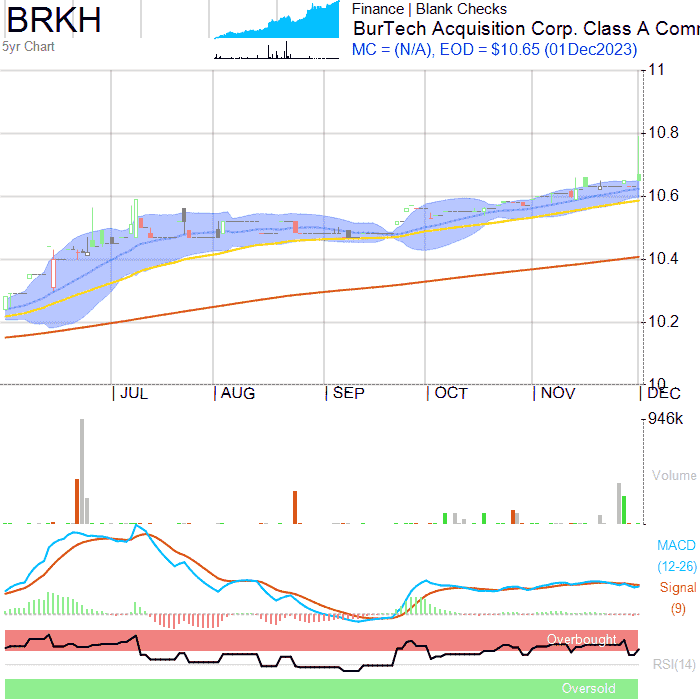 BRKH
5yr Chart
Finance | Blank Checks
BurTech Acquisition Corp. Class A Comm
MC = (N/A), EOD = $10.65 (01Dec2023)
11
10.8
10.6
10.4
10.2
10
JUL
AUG
SEP
OCT
NOV
DEC
946k
Volume
MACD
(12-26)
Signal
(9)
Overbought
RSI(14)
Oversold